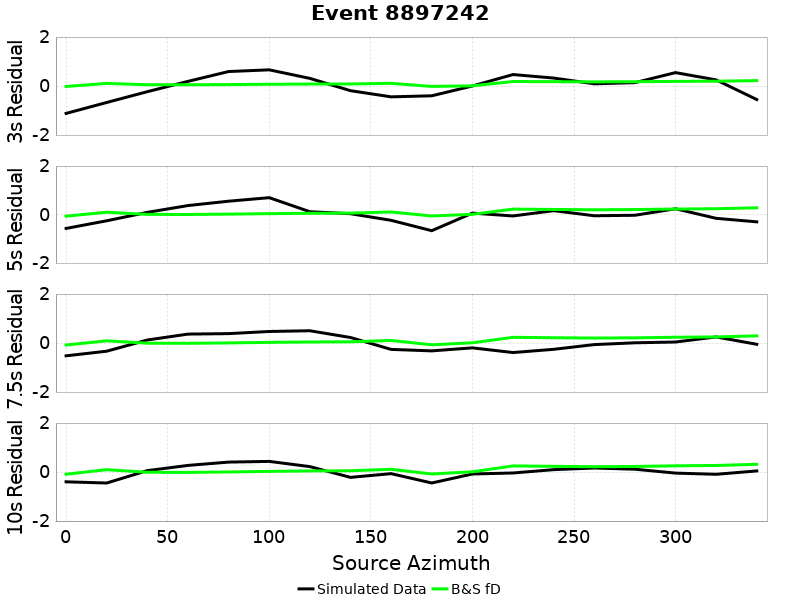 Event 8897242
3s Residual
2
0
-2
5s Residual
2
0
-2
7.5s Residual
2
0
-2
10s Residual
2
0
-2
0 50 100 150 200 250 300
Source Azimuth
Simulated Data B&S fD